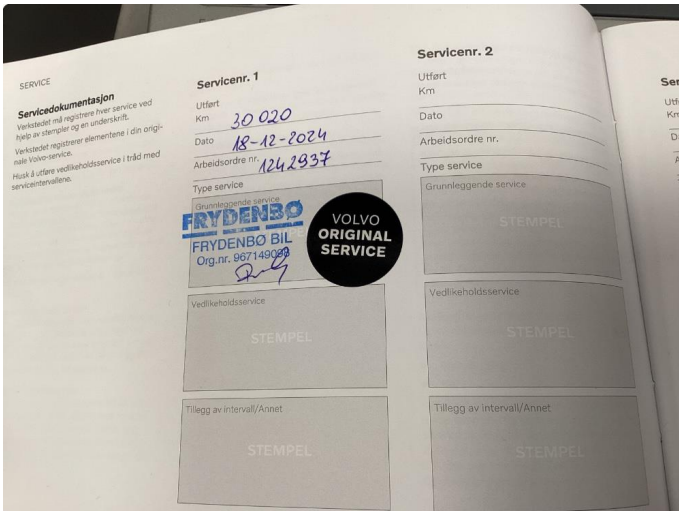 SERVICE
Servicedokumentasjon
Verkstedet må registrere hver service ved
hjelp av stempler og en underskrift.
Verkstedet registrerer elementene i din origi-
nale Volvo-service.
Husk å utføre vedlikeholdsservice i tråd med
serviceintervallene.
Servicenr. 1
Utført
Km 30 020
Dato 18-12-2024
Arbeidsordre nr. 1242937
Type service
Grunnleggende service
FRYDENBØ
FRYDENBØ BIL
Org.nr. 967149098
VOLVO
ORIGINAL
SERVICE
Vedlikeholdsservice
STEMPEL
Tillegg av intervall/Annet
STEMPEL
Servicenr. 2
Utført
Km
Dato
Arbeidsordre nr.
Type service
Grunnleggende service
STEMPEL
Vedlikeholdsservice
STEMPEL
Tillegg av intervall/Annet
STEMPEL
Ser
Utf
Km